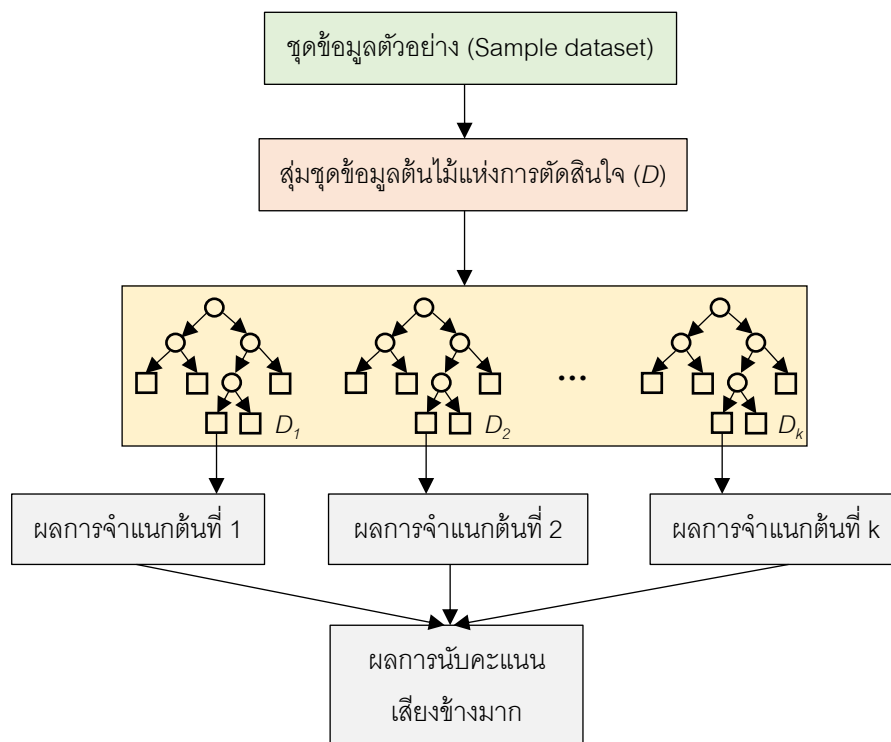 ชุดข้อมูลตัวอย่าง (Sample dataset)
สุ่มชุดข้อมูลต้นไม้แห่งการตัดสินใจ (D)
...
D1
D2
Dk
ผลการจำแนกต้นที่ 1
ผลการจำแนกต้นที่ 2
ผลการจำแนกต้นที่ k
ผลการนับคะแนน
เสียงข้างมาก